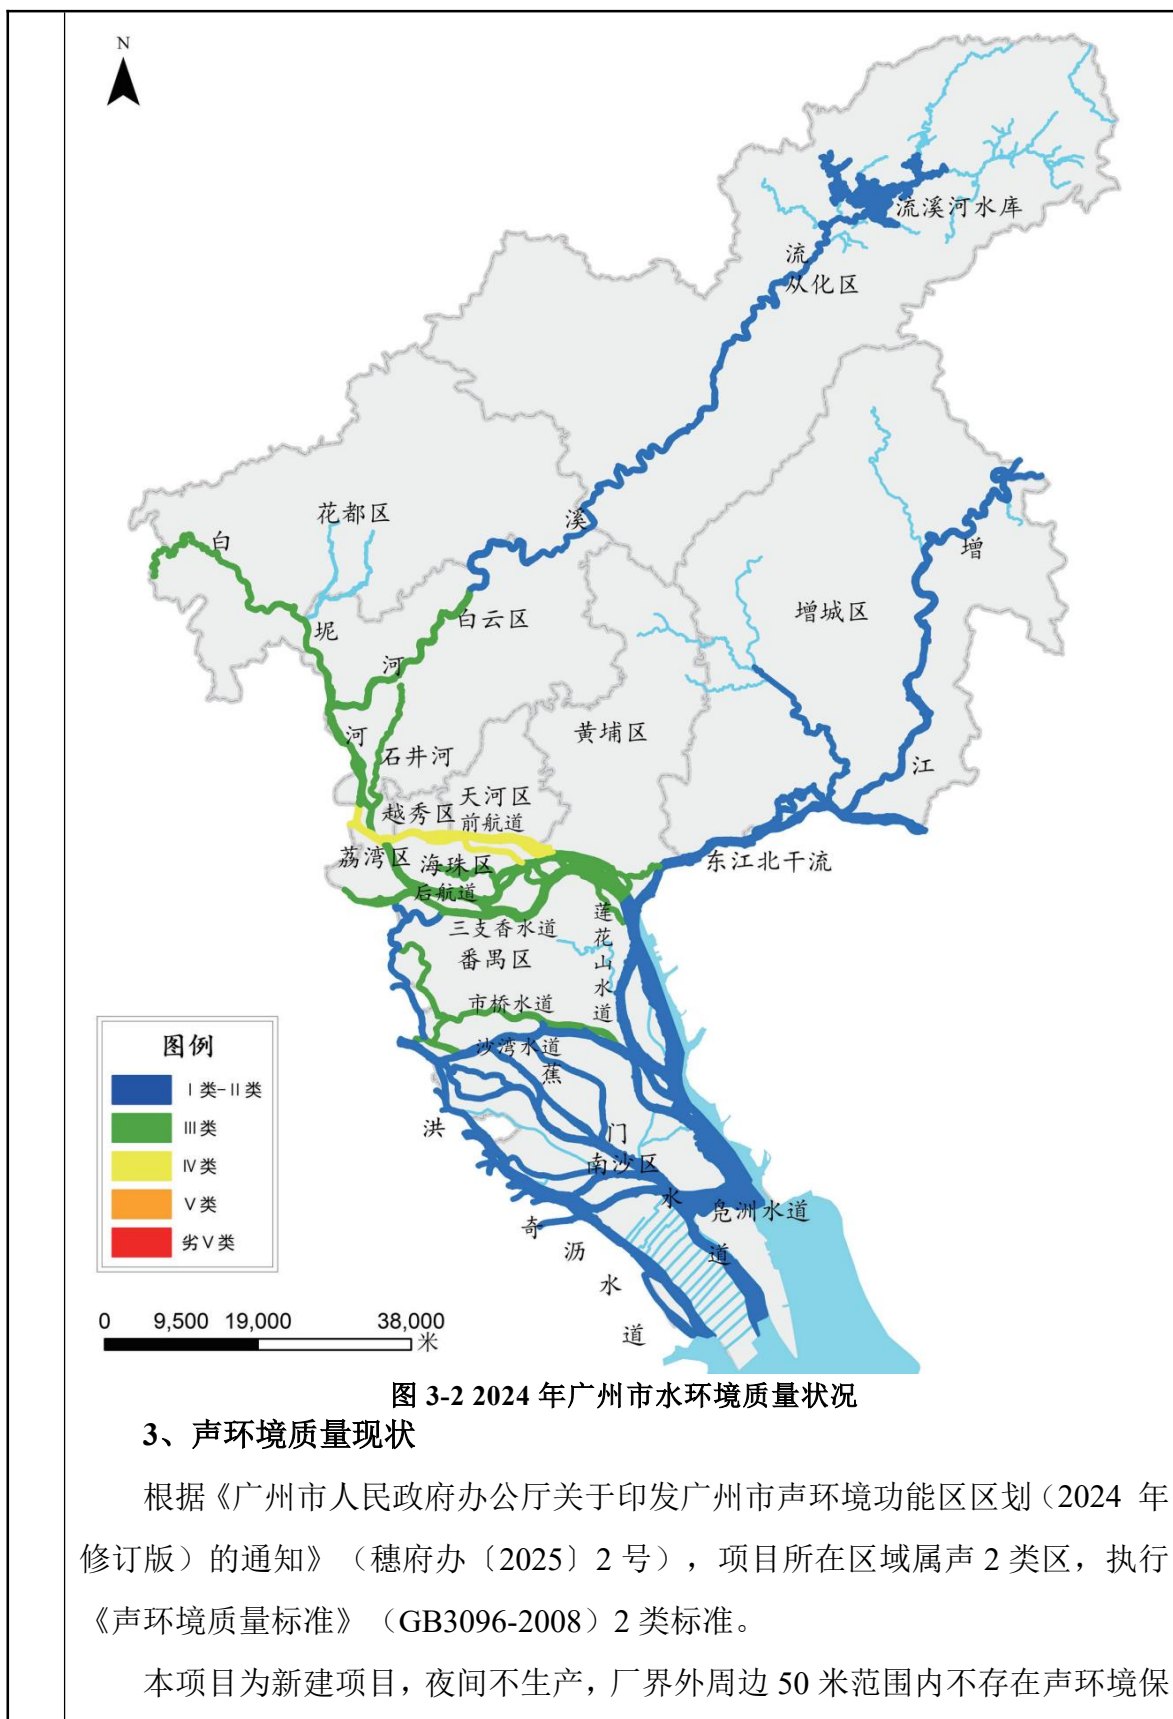 N
流溪河水库
流
从化区
花都区
溪
白
增
增城区
坭
白云区
河
黄埔区
河
石井河
江
天河区
越秀区
前航道
荔湾区
海珠区
东江北干流
后航道
莲花山水道
三支香水道
番禺区
市桥水道
沙湾水道
蕉
图例
Ⅰ类-Ⅱ类
Ⅲ类
Ⅳ类
Ⅴ类
劣Ⅴ类
洪
门
南沙区
水
凫洲水道
奇
沥
道
水
道
0 9,500 19,000 38,000
米
图 3-2 2024 年广州市水环境质量状况
3、声环境质量现状
根据《广州市人民政府办公厅关于印发广州市声环境功能区区划（2024 年
修订版）的通知》（穗府办〔2025〕2 号），项目所在区域属声 2 类区，执行
《声环境质量标准》（GB3096-2008）2 类标准。
本项目为新建项目，夜间不生产，厂界外周边 50 米范围内不存在声环境保